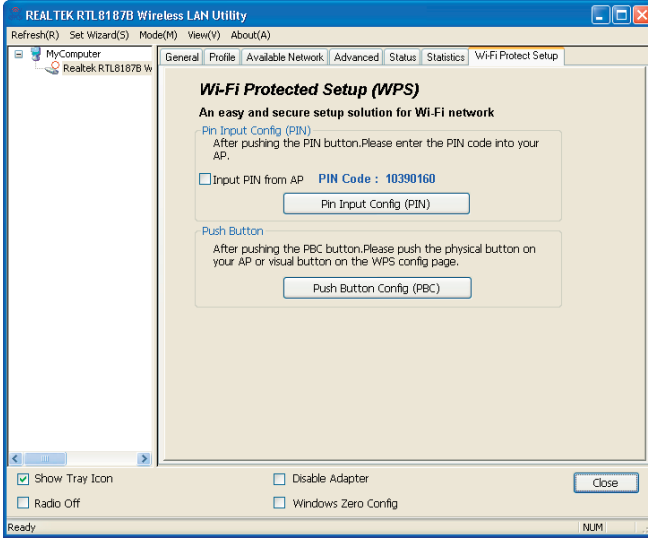 REALTEK RTL8187B Wireless LAN Utility
Refresh(R) Set Wizard(S) Mode(M) View(V) About(A)
MyComputer
Realtek RTL8187B W
General Profile Available Network Advanced Status Statistics Wi-Fi Protect Setup
Wi-Fi Protected Setup (WPS)
An easy and secure setup solution for Wi-Fi network
Pin Input Config (PIN)
After pushing the PIN button.Please enter the PIN code into your
AP.
Input PIN from AP PIN Code : 10390160
Pin Input Config (PIN)
Push Button
After pushing the PBC button.Please push the physical button on
your AP or visual button on the WPS config page.
Push Button Config (PBC)
Show Tray Icon Disable Adapter Close
Radio Off Windows Zero Config
Ready NUM